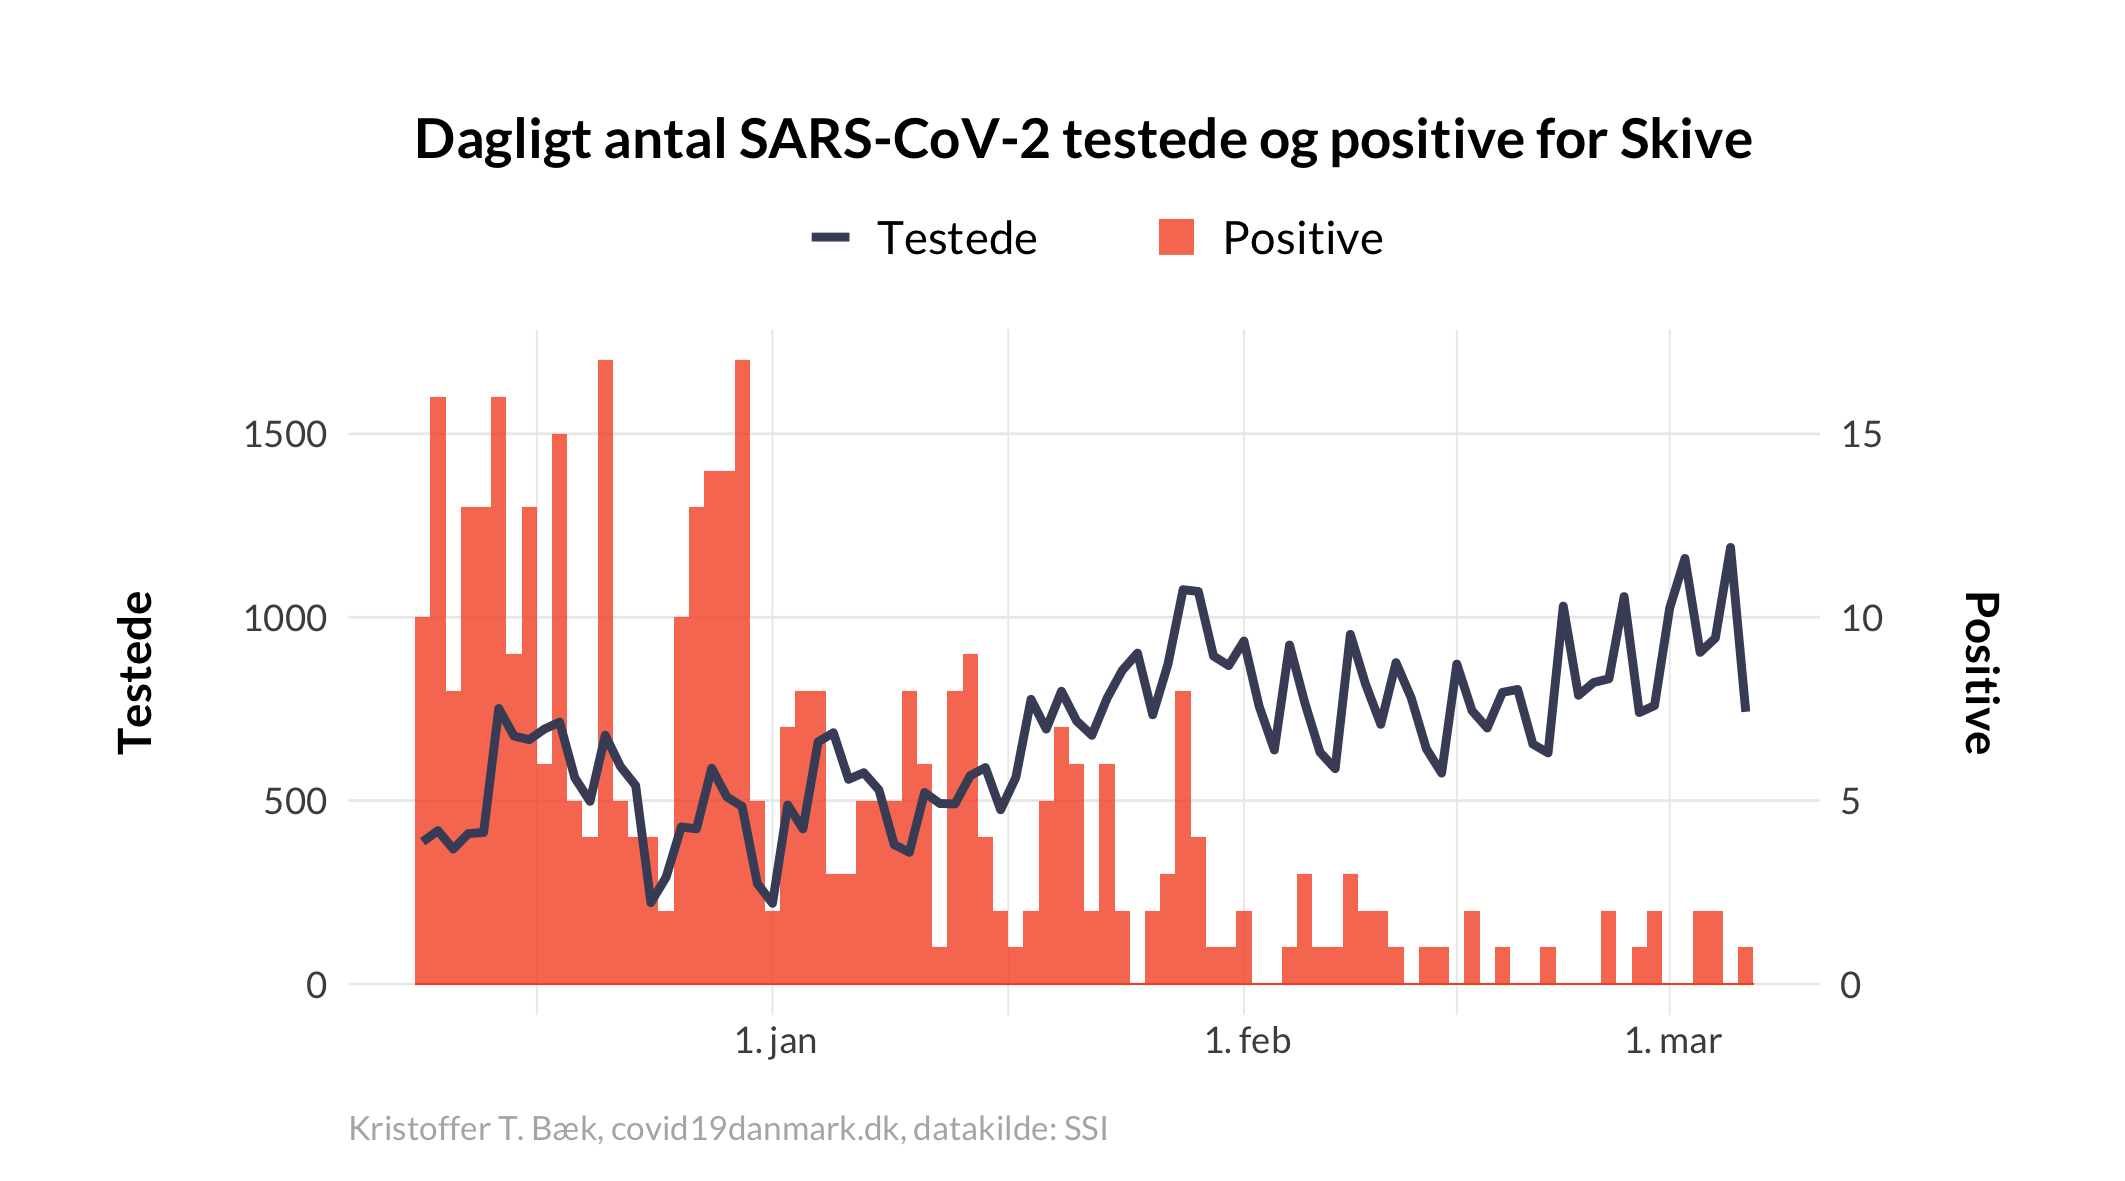 Dagligt antal SARS-CoV-2 testede og positive for Skive
Testede
Positive
Testede
1500
1000
500
0
15
10
5
0
Positive
1. jan
1. feb
1. mar
Kristoffer T. Bæk, covid19danmark.dk, datakilde: SSI